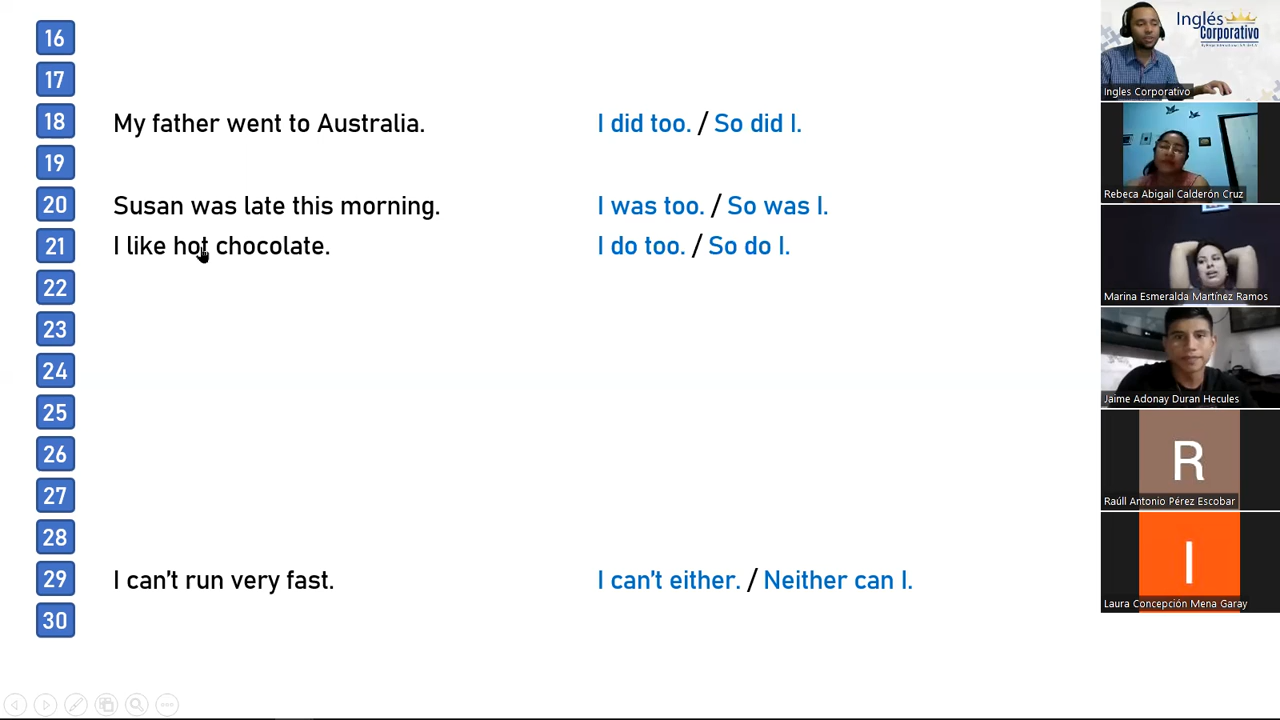 16
17
18 My father went to Australia. I did too. / So did I.
19
20 Susan was late this morning. I was too. / So was I.
21 I like hot chocolate. I do too. / So do I.
22
23
24
25
26
27
28
29 I can't run very fast. I can't either. / Neither can I.
30
Inglés
Corporativo
Ingles Corporativo
Rebeca Abigail Calderón Cruz
Marina Esmeralda Martínez Ramos
Jaime Adonay Duran Hecules
R
Raúll Antonio Pérez Escobar
I
Laura Concepción Mena Garay